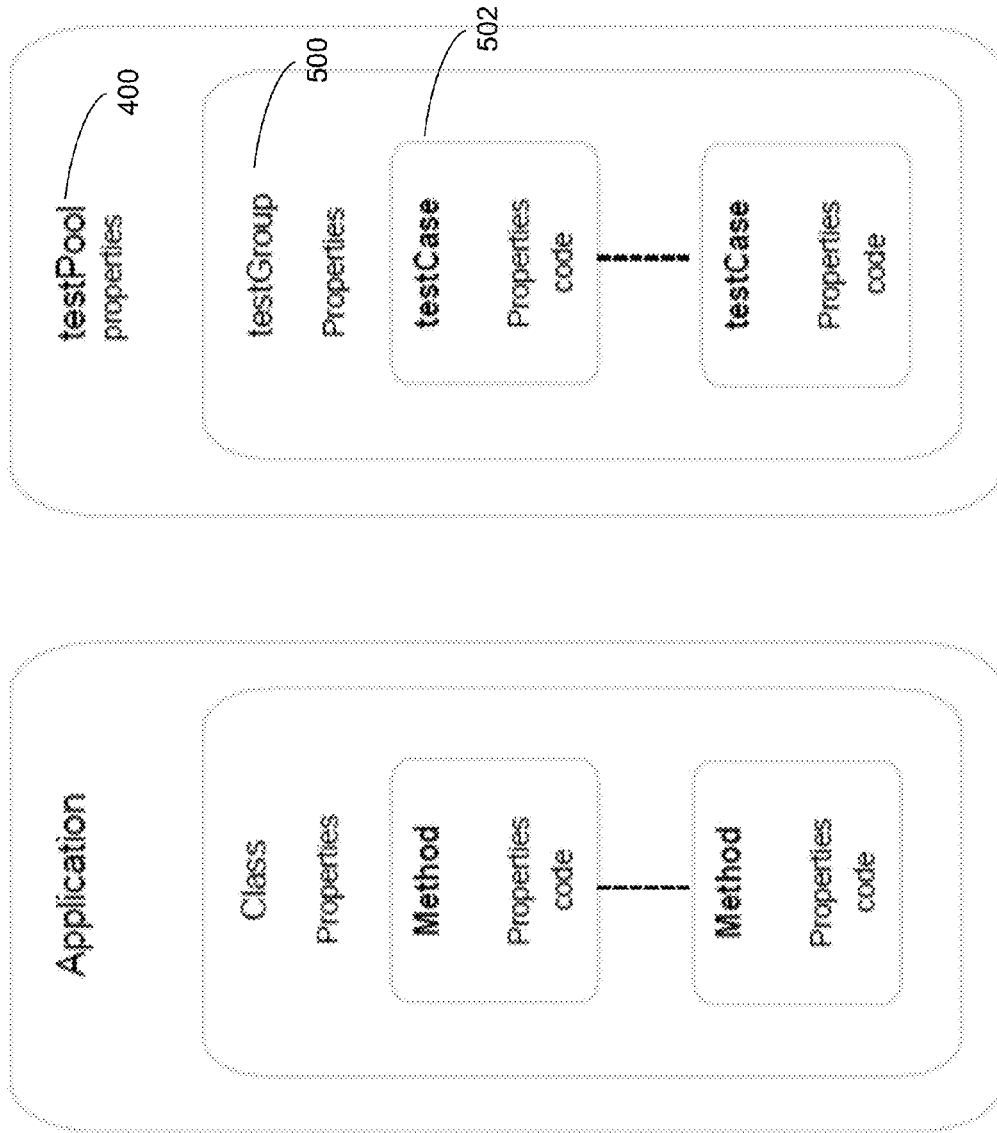 Application
Class
Properties
Method
Properties
code
Method
Properties
code
testPool
properties
400
testGroup
500
Properties
testCase
502
Properties
code
testCase
Properties
code